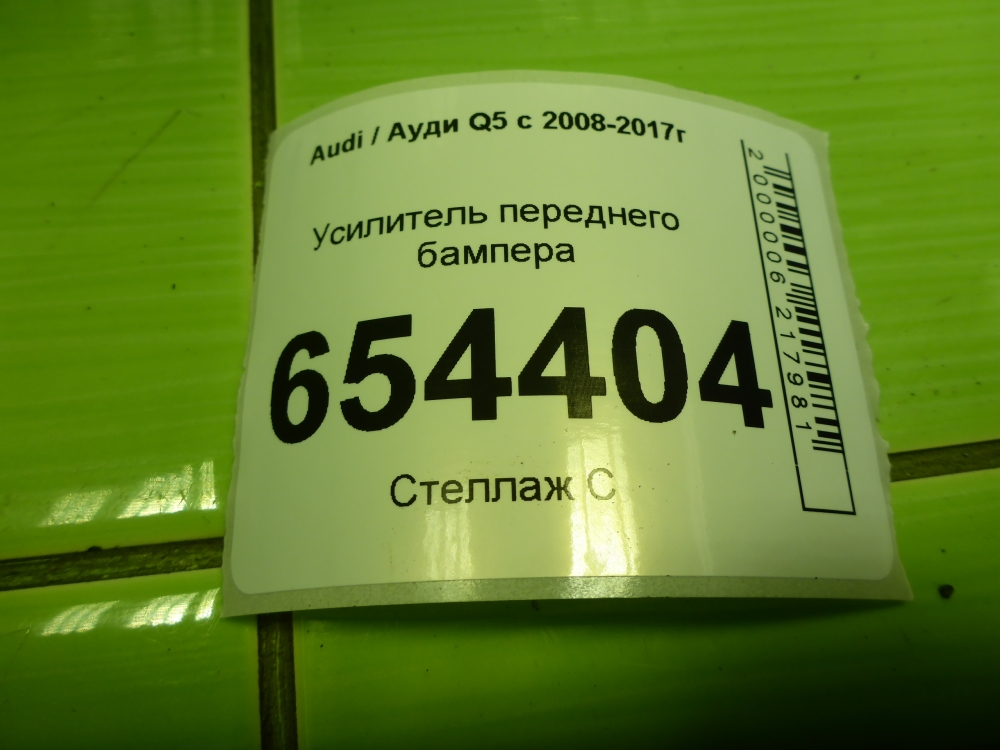 Audi / Ауди Q5 с 2008-2017г
Усилитель переднего
бампера
654404
Стеллаж С
2000006217981